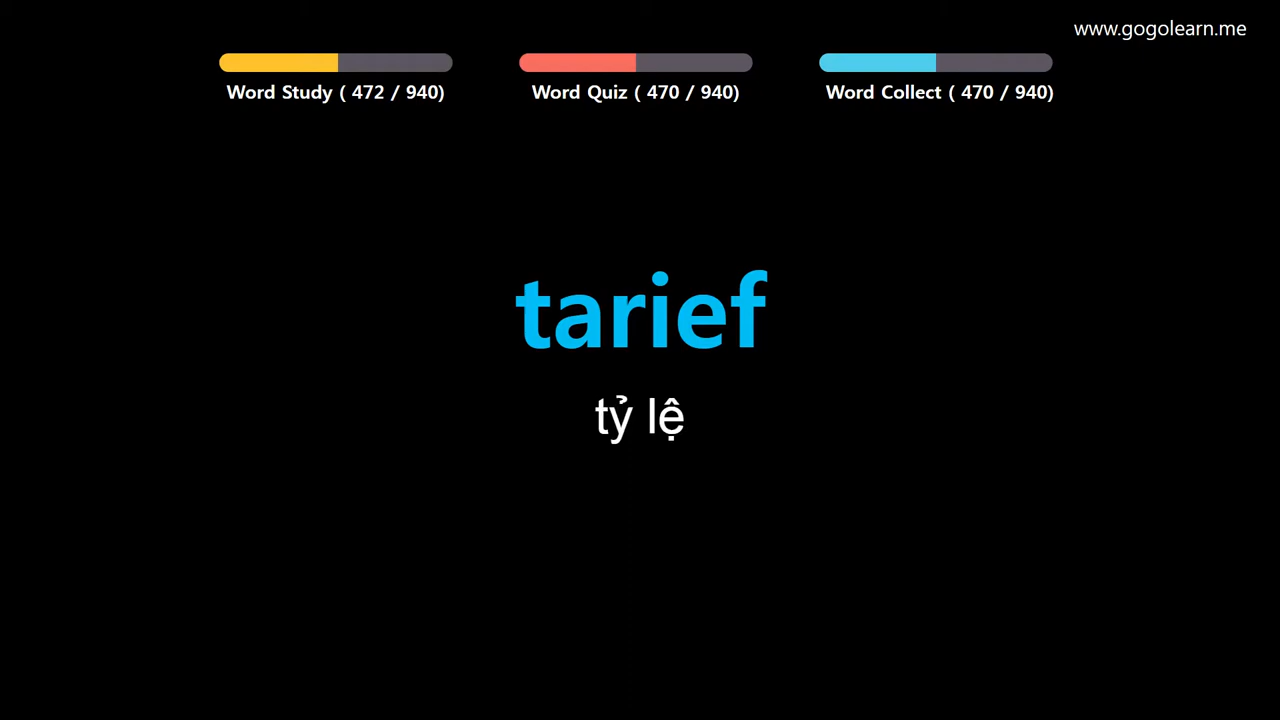 www.gogolearn.me
Word Study ( 472 / 940)
Word Quiz ( 470 / 940)
Word Collect ( 470 / 940)
tarief
tỷ lệ